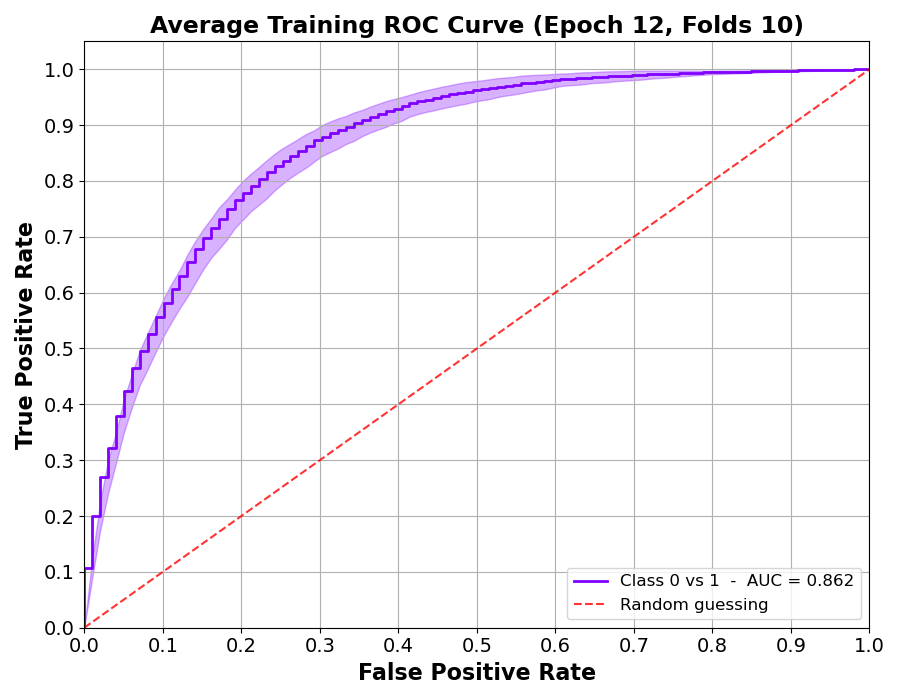 Average Training ROC Curve (Epoch 12, Folds 10)
True Positive Rate
1.0
0.9
0.8
0.7
0.6
0.5
0.4
0.3
0.2
0.1
0.0
Class 0 vs 1 - AUC = 0.862
Random guessing
0.0 0.1 0.2 0.3 0.4 0.5 0.6 0.7 0.8 0.9 1.0
False Positive Rate